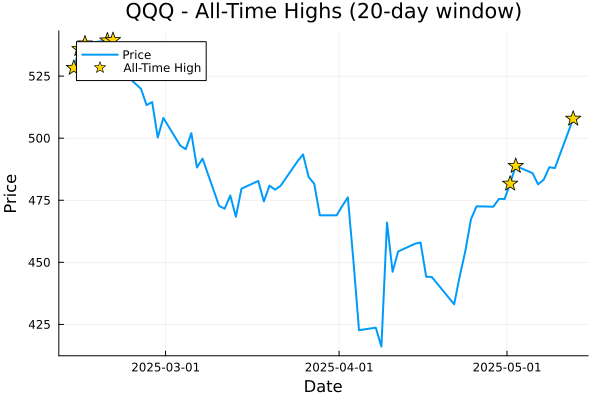 QQQ - All-Time Highs (20-day window)
Price
All-Time High
525
500
475
450
425
Price
2025-03-01
2025-04-01
2025-05-01
Date